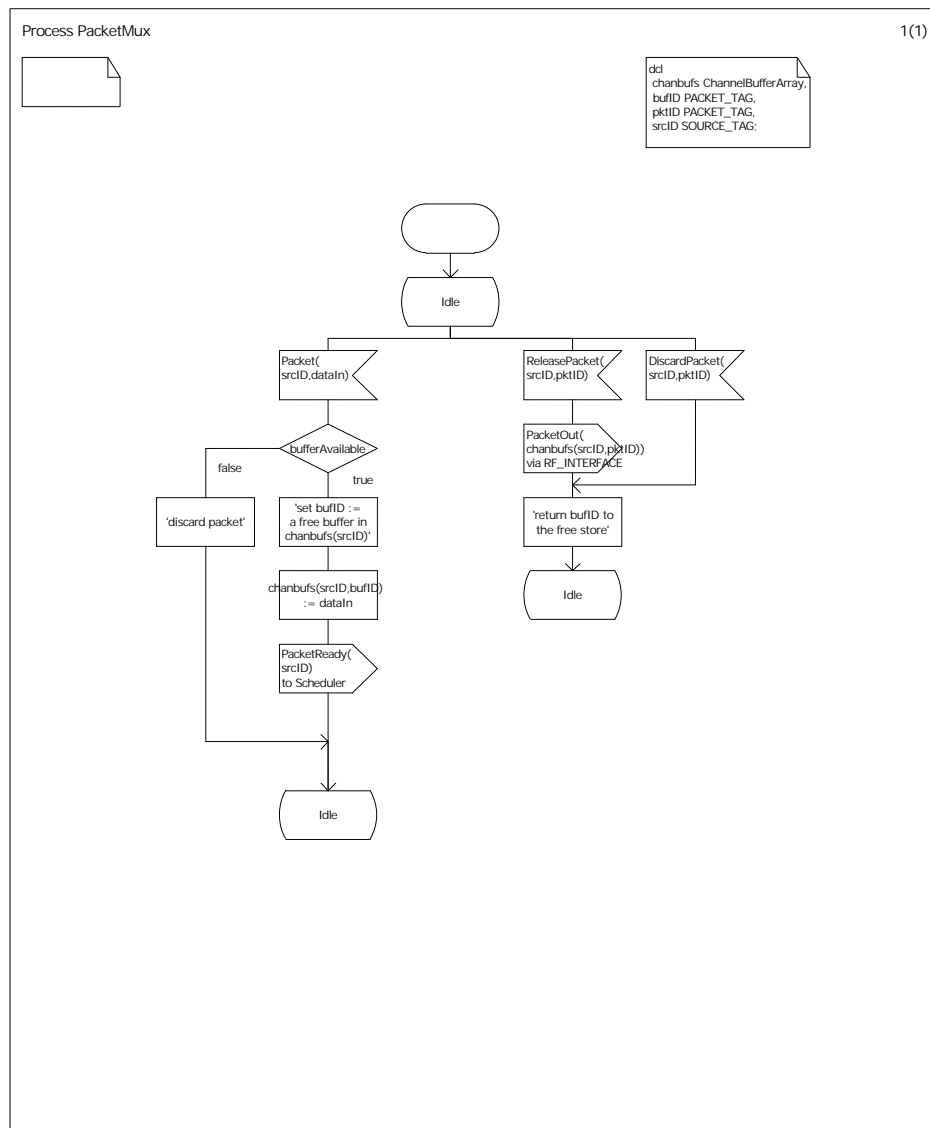 Process PacketMux
1(1)
dcl
chanbufs ChannelBufferArray,
bufID PACKET_TAG,
pktID PACKET_TAG,
srcID SOURCE_TAG;
Idle
Packet(
srcID,dataIn)
ReleasePacket(
srcID,pktID)
DiscardPacket(
srcID,pktID)
bufferAvailable
PacketOut(
chanbufs(srcID,pktID))
via RF_INTERFACE
false
true
'discard packet'
'set bufID :=
a free buffer in
chanbufs(srcID)'
'return bufID to
the free store'
chanbufs(srcID,bufID)
:= dataIn
Idle
PacketReady(
srcID)
to Scheduler
Idle